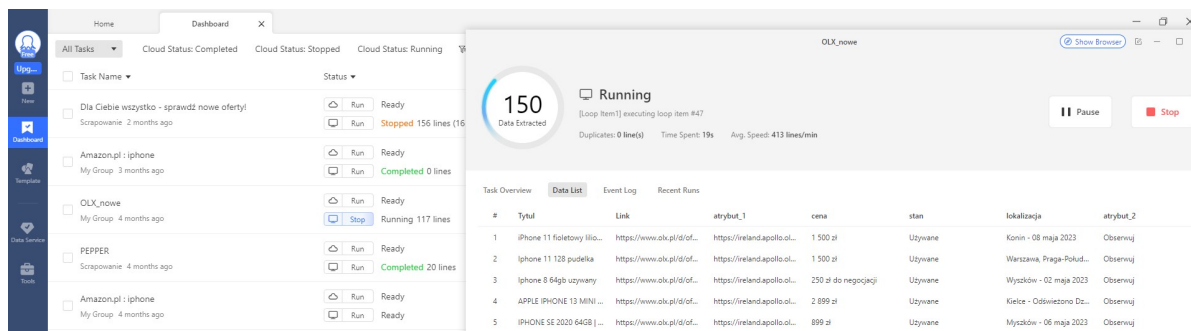 Home Dashboard
Free
Upg...
New
Dashboard
Template
Data Service
Tools
All Tasks Cloud Status: Completed Cloud Status: Stopped Cloud Status: Running
Task Name Status
Dla Ciebie wszystko - sprawdź nowe oferty! Run Ready
Scrapowanie 2 months ago Run Stopped 156 lines (16
Amazon.pl : iphone Run Ready
My Group 3 months ago Run Completed 0 lines
OLX_nowe Run Ready
My Group 4 months ago Stop Running 117 lines
PEPPER Run Ready
Scrapowanie 4 months ago Run Completed 20 lines
Amazon.pl : iphone Run Ready
My Group 4 months ago Run Ready
OLX_nowe Show Browser
150
Data Extracted
Running
[Loop Item1] executing loop item #47
Duplicates: 0 line(s) Time Spent: 19s Avg. Speed: 413 lines/min
Pause Stop
Task Overview Data List Event Log Recent Runs
# Tytul Link atrybut_1 cena stan lokalizacja atrybut_2
1 iPhone 11 fioletowy lilio... https://www.olx.pl/d/of... https://ireland.apollo.ol... 1 500 zł Używane Konin - 08 maja 2023 Obserwuj
2 Iphone 11 128 pudelka https://www.olx.pl/d/of... https://ireland.apollo.ol... 1 500 zł Używane Warszawa, Praga-Połud... Obserwuj
3 Iphone 8 64gb uzywany https://www.olx.pl/d/of... https://ireland.apollo.ol... 250 zł do negocjacji Używane Wyszków - 02 maja 2023 Obserwuj
4 APPLE IPHONE 13 MINI ... https://www.olx.pl/d/of... https://ireland.apollo.ol... 2 899 zł Używane Kielce - Odświeżono Dz... Obserwuj
5 IPHONE SE 2020 64GB | ... https://www.olx.pl/d/of... https://ireland.apollo.ol... 899 zł Używane Myszków - 06 maja 2023 Obserwuj